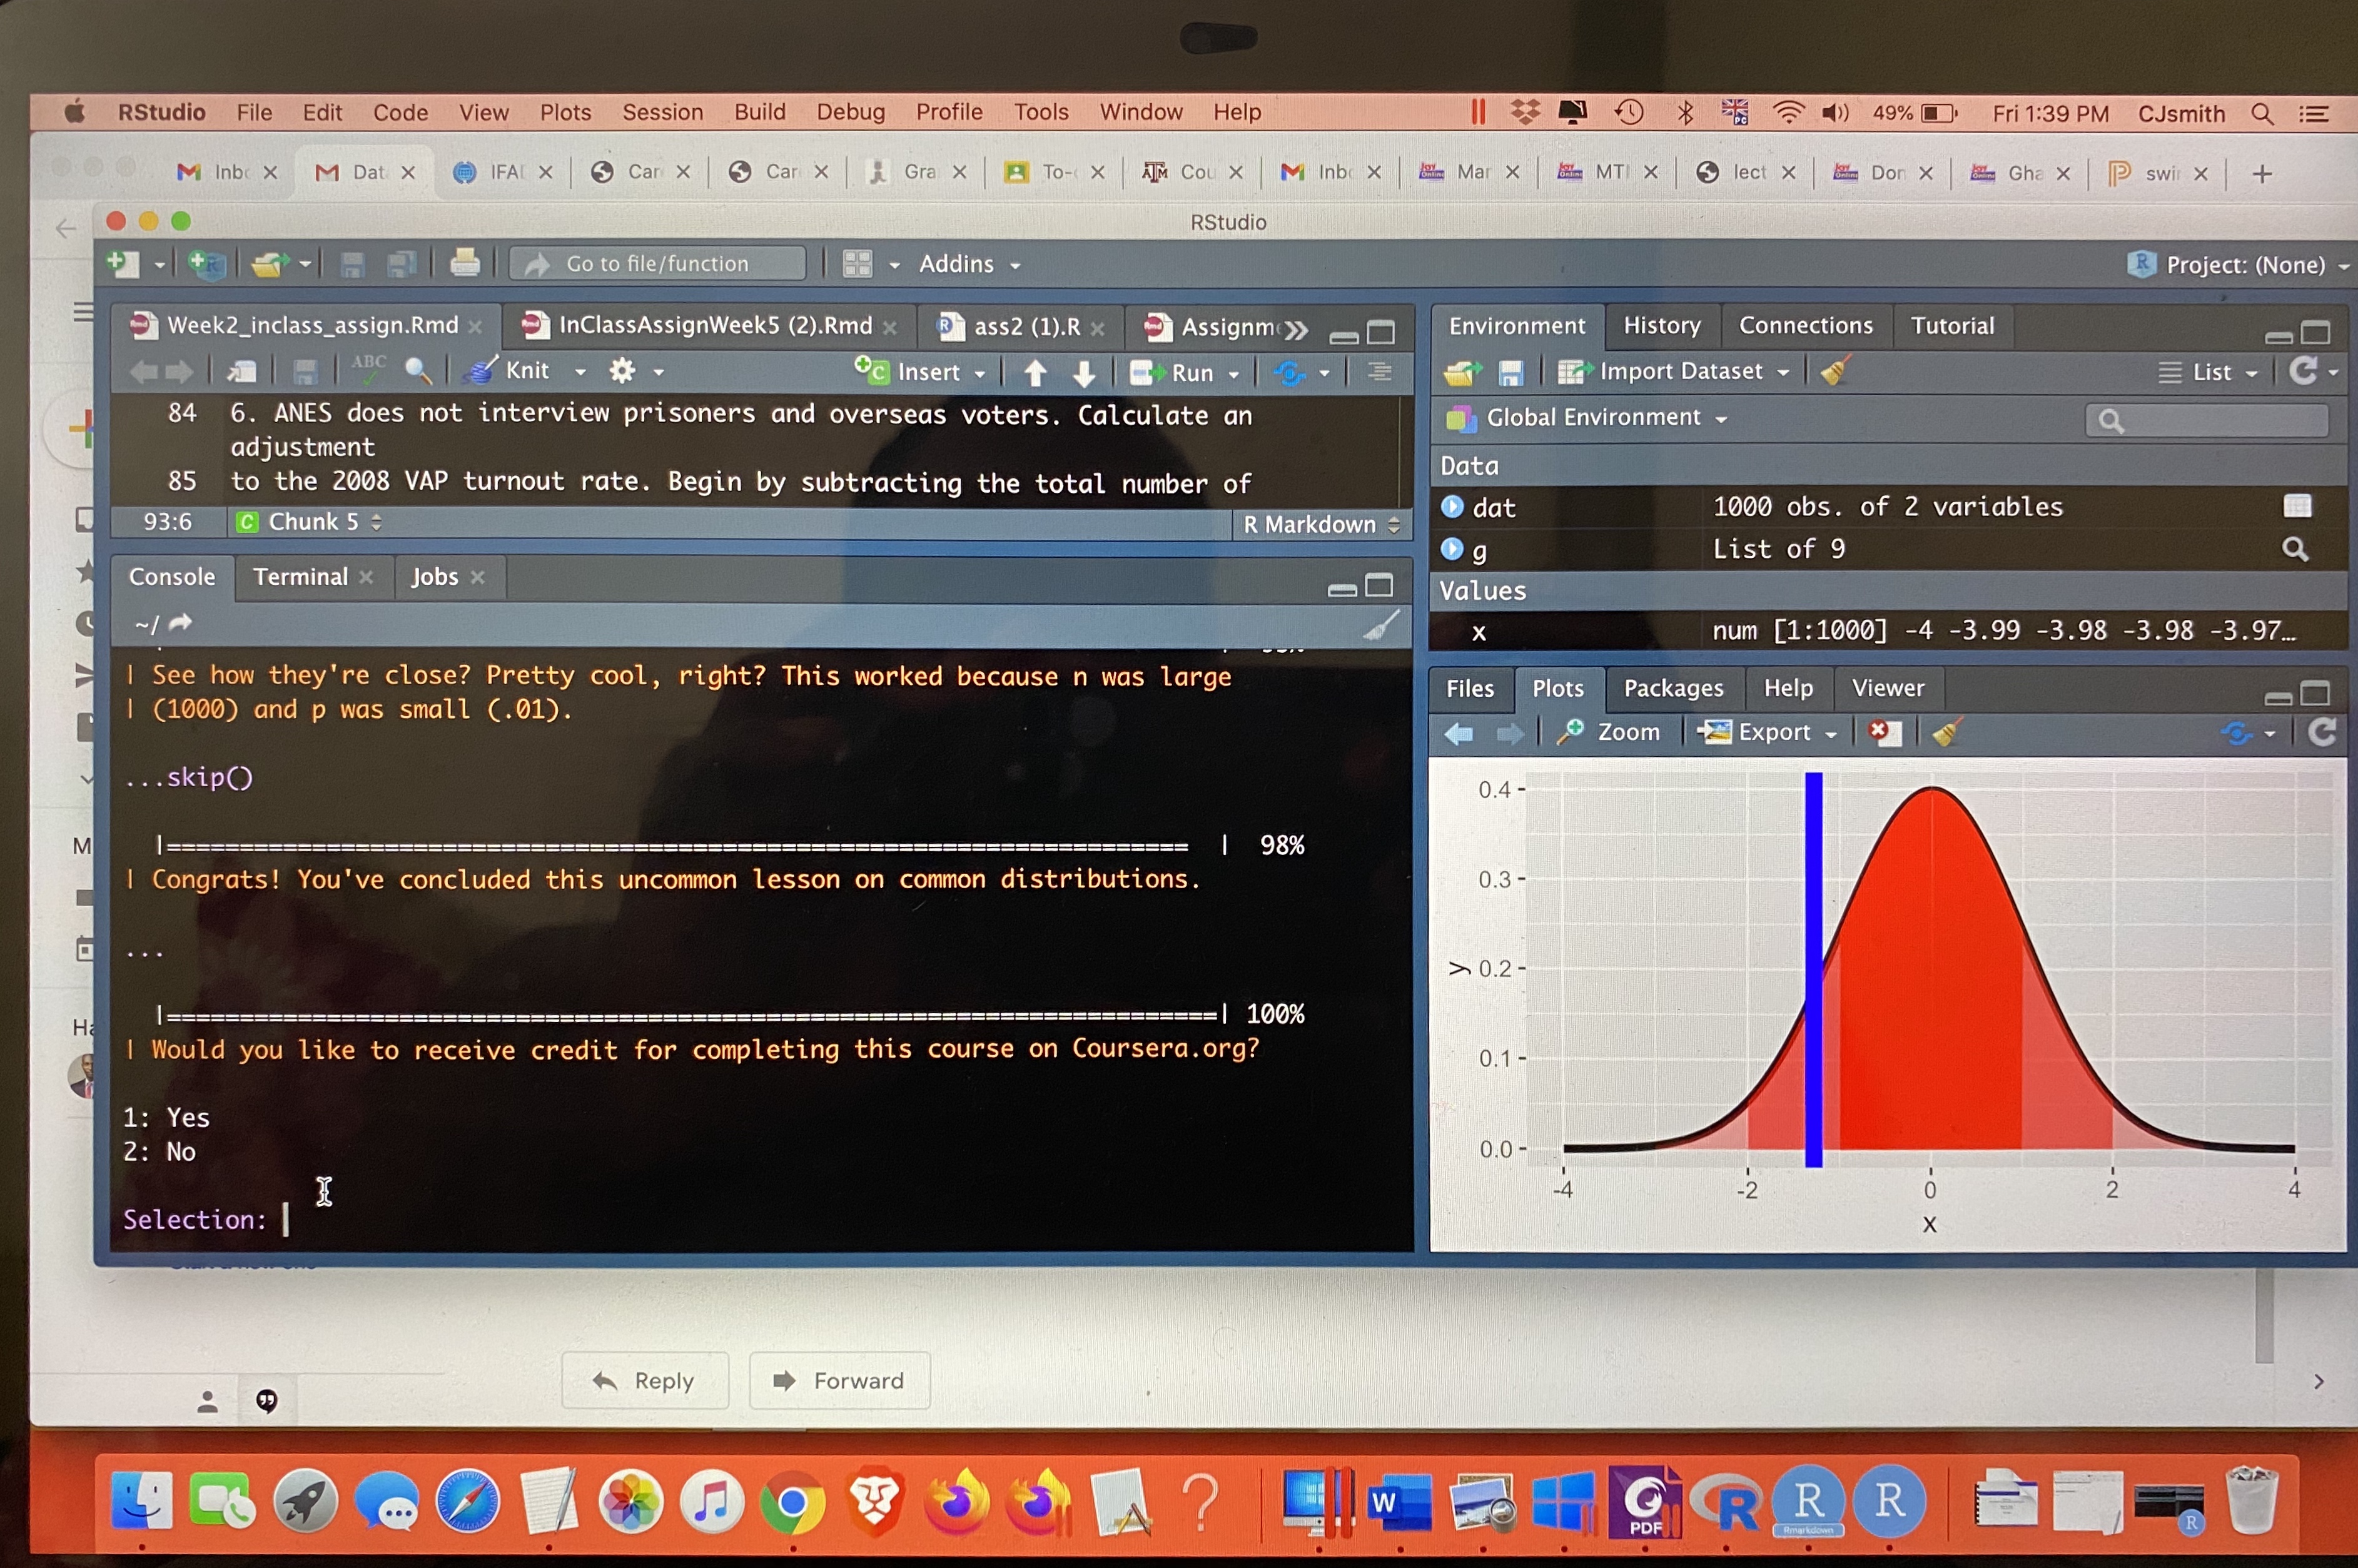 RStudio File Edit Code View Plots Session Build Debug Profile Tools Window Help 49% Fri 1:39 PM CJsmith
Inbc Dat IFAI Car Car Gra To- Cou Inbc Mar MTI lect Don Gha swir
RStudio
Go to file/function Addins Project: (None)
Week2_inclass_assign.Rmd InClassAssignWeek5 (2).Rmd ass2 (1).R Assignm
ABC Knit Insert Run
84 6. ANES does not interview prisoners and overseas voters. Calculate an
adjustment
85 to the 2008 VAP turnout rate. Begin by subtracting the total number of
93:6 C Chunk 5 R Markdown
Console Terminal Jobs
~/
| See how they're close? Pretty cool, right? This worked because n was large
| (1000) and p was small (.01).
...skip()
|======================================================================= | 98%
| Congrats! You've concluded this uncommon lesson on common distributions.
...
|=========================================================================| 100%
| Would you like to receive credit for completing this course on Coursera.org?
1: Yes
2: No
Selection:
Environment History Connections Tutorial
Import Dataset List
Global Environment
Data
dat 1000 obs. of 2 variables
g List of 9
Values
x num [1:1000] -4 -3.99 -3.98 -3.98 -3.97…
Files Plots Packages Help Viewer
Zoom Export
0.4
0.3
y 0.2
0.1
0.0
-4 -2 0 2 4
x
M
Ha
Reply Forward
W PDF R R R
Rmarkdown